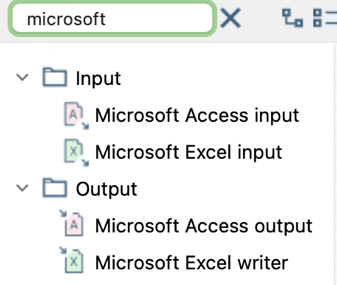 microsoft
Input
Microsoft Access input
Microsoft Excel input
Output
Microsoft Access output
Microsoft Excel writer